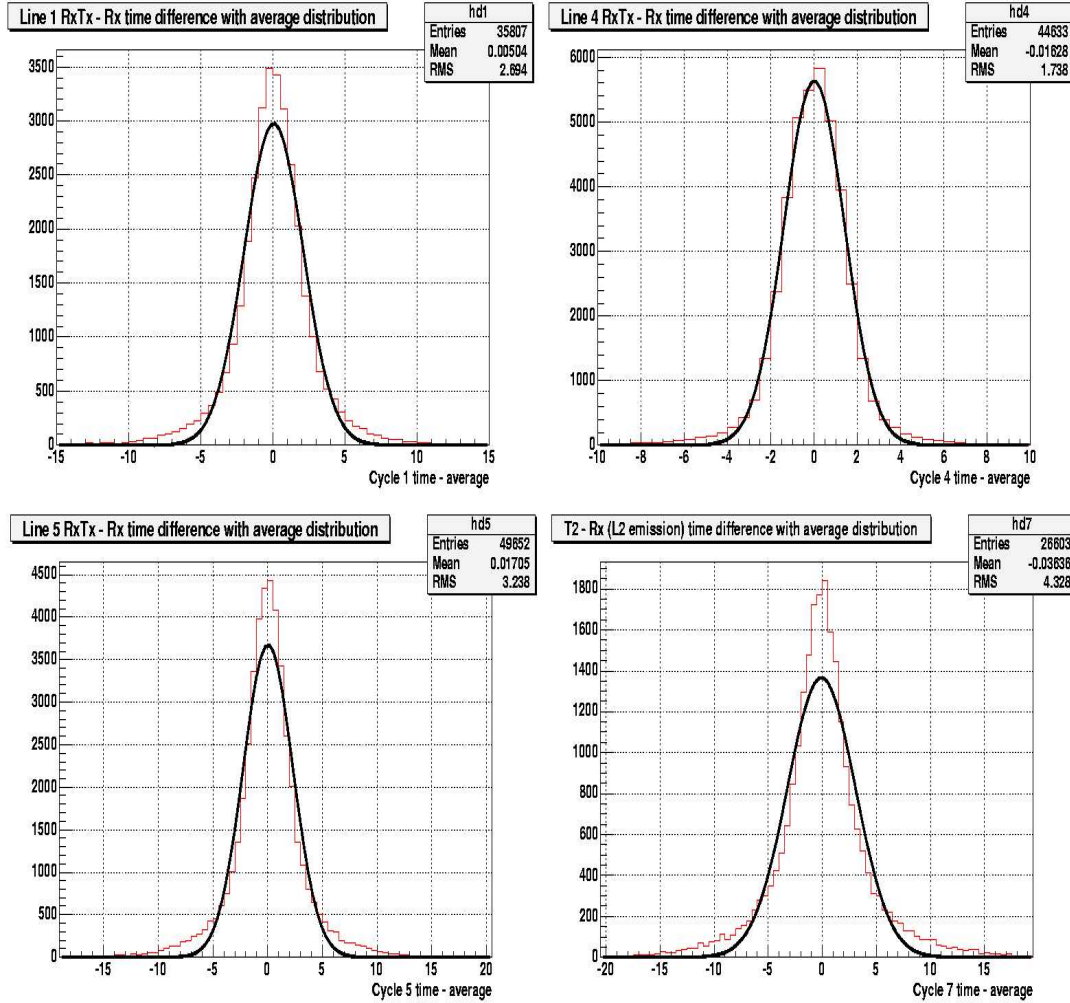 Line 1 RxTx - Rx time difference with average distribution
hd1
Entries 35807
Mean 0.00504
RMS 2.694
3500
3000
2500
2000
1500
1000
500
0
-15 -10 -5 0 5 10 15
Cycle 1 time - average
Line 4 RxTx - Rx time difference with average distribution
hd4
Entries 44633
Mean -0.01628
RMS 1.738
6000
5000
4000
3000
2000
1000
0
-10 -8 -6 -4 -2 0 2 4 6 8 10
Cycle 4 time - average
Line 5 RxTx - Rx time difference with average distribution
hd5
Entries 49652
Mean 0.01705
RMS 3.238
4500
4000
3500
3000
2500
2000
1500
1000
500
0
-15 -10 -5 0 5 10 15 20
Cycle 5 time - average
T2 - Rx (L2 emission) time difference with average distribution
hd7
Entries 26603
Mean -0.03636
RMS 4.328
1800
1600
1400
1200
1000
800
600
400
200
0
-20 -15 -10 -5 0 5 10 15
Cycle 7 time - average